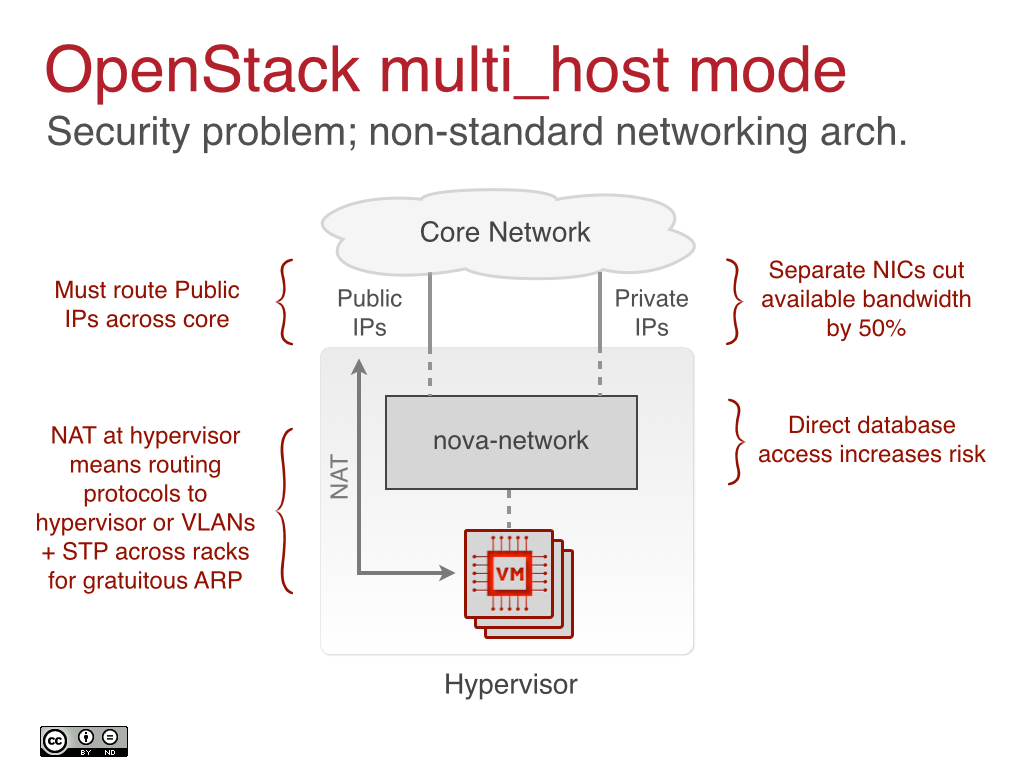 OpenStack multi_host mode
Security problem; non-standard networking arch.
Core Network
Must route Public
IPs across core
Public
IPs
Private
IPs
Separate NICs cut
available bandwidth
by 50%
NAT at hypervisor
means routing
protocols to
hypervisor or VLANs
+ STP across racks
for gratuitous ARP
NAT
nova-network
Direct database
access increases risk
VM
Hypervisor
cc
BY ND